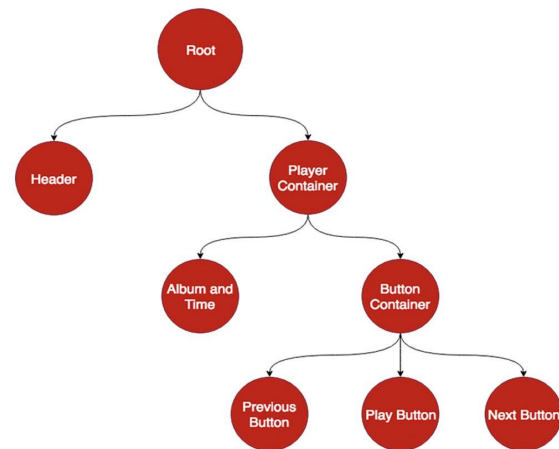 Root
Header
Player
Container
Album and
Time
Button
Container
Previous
Button
Play Button
Next Button